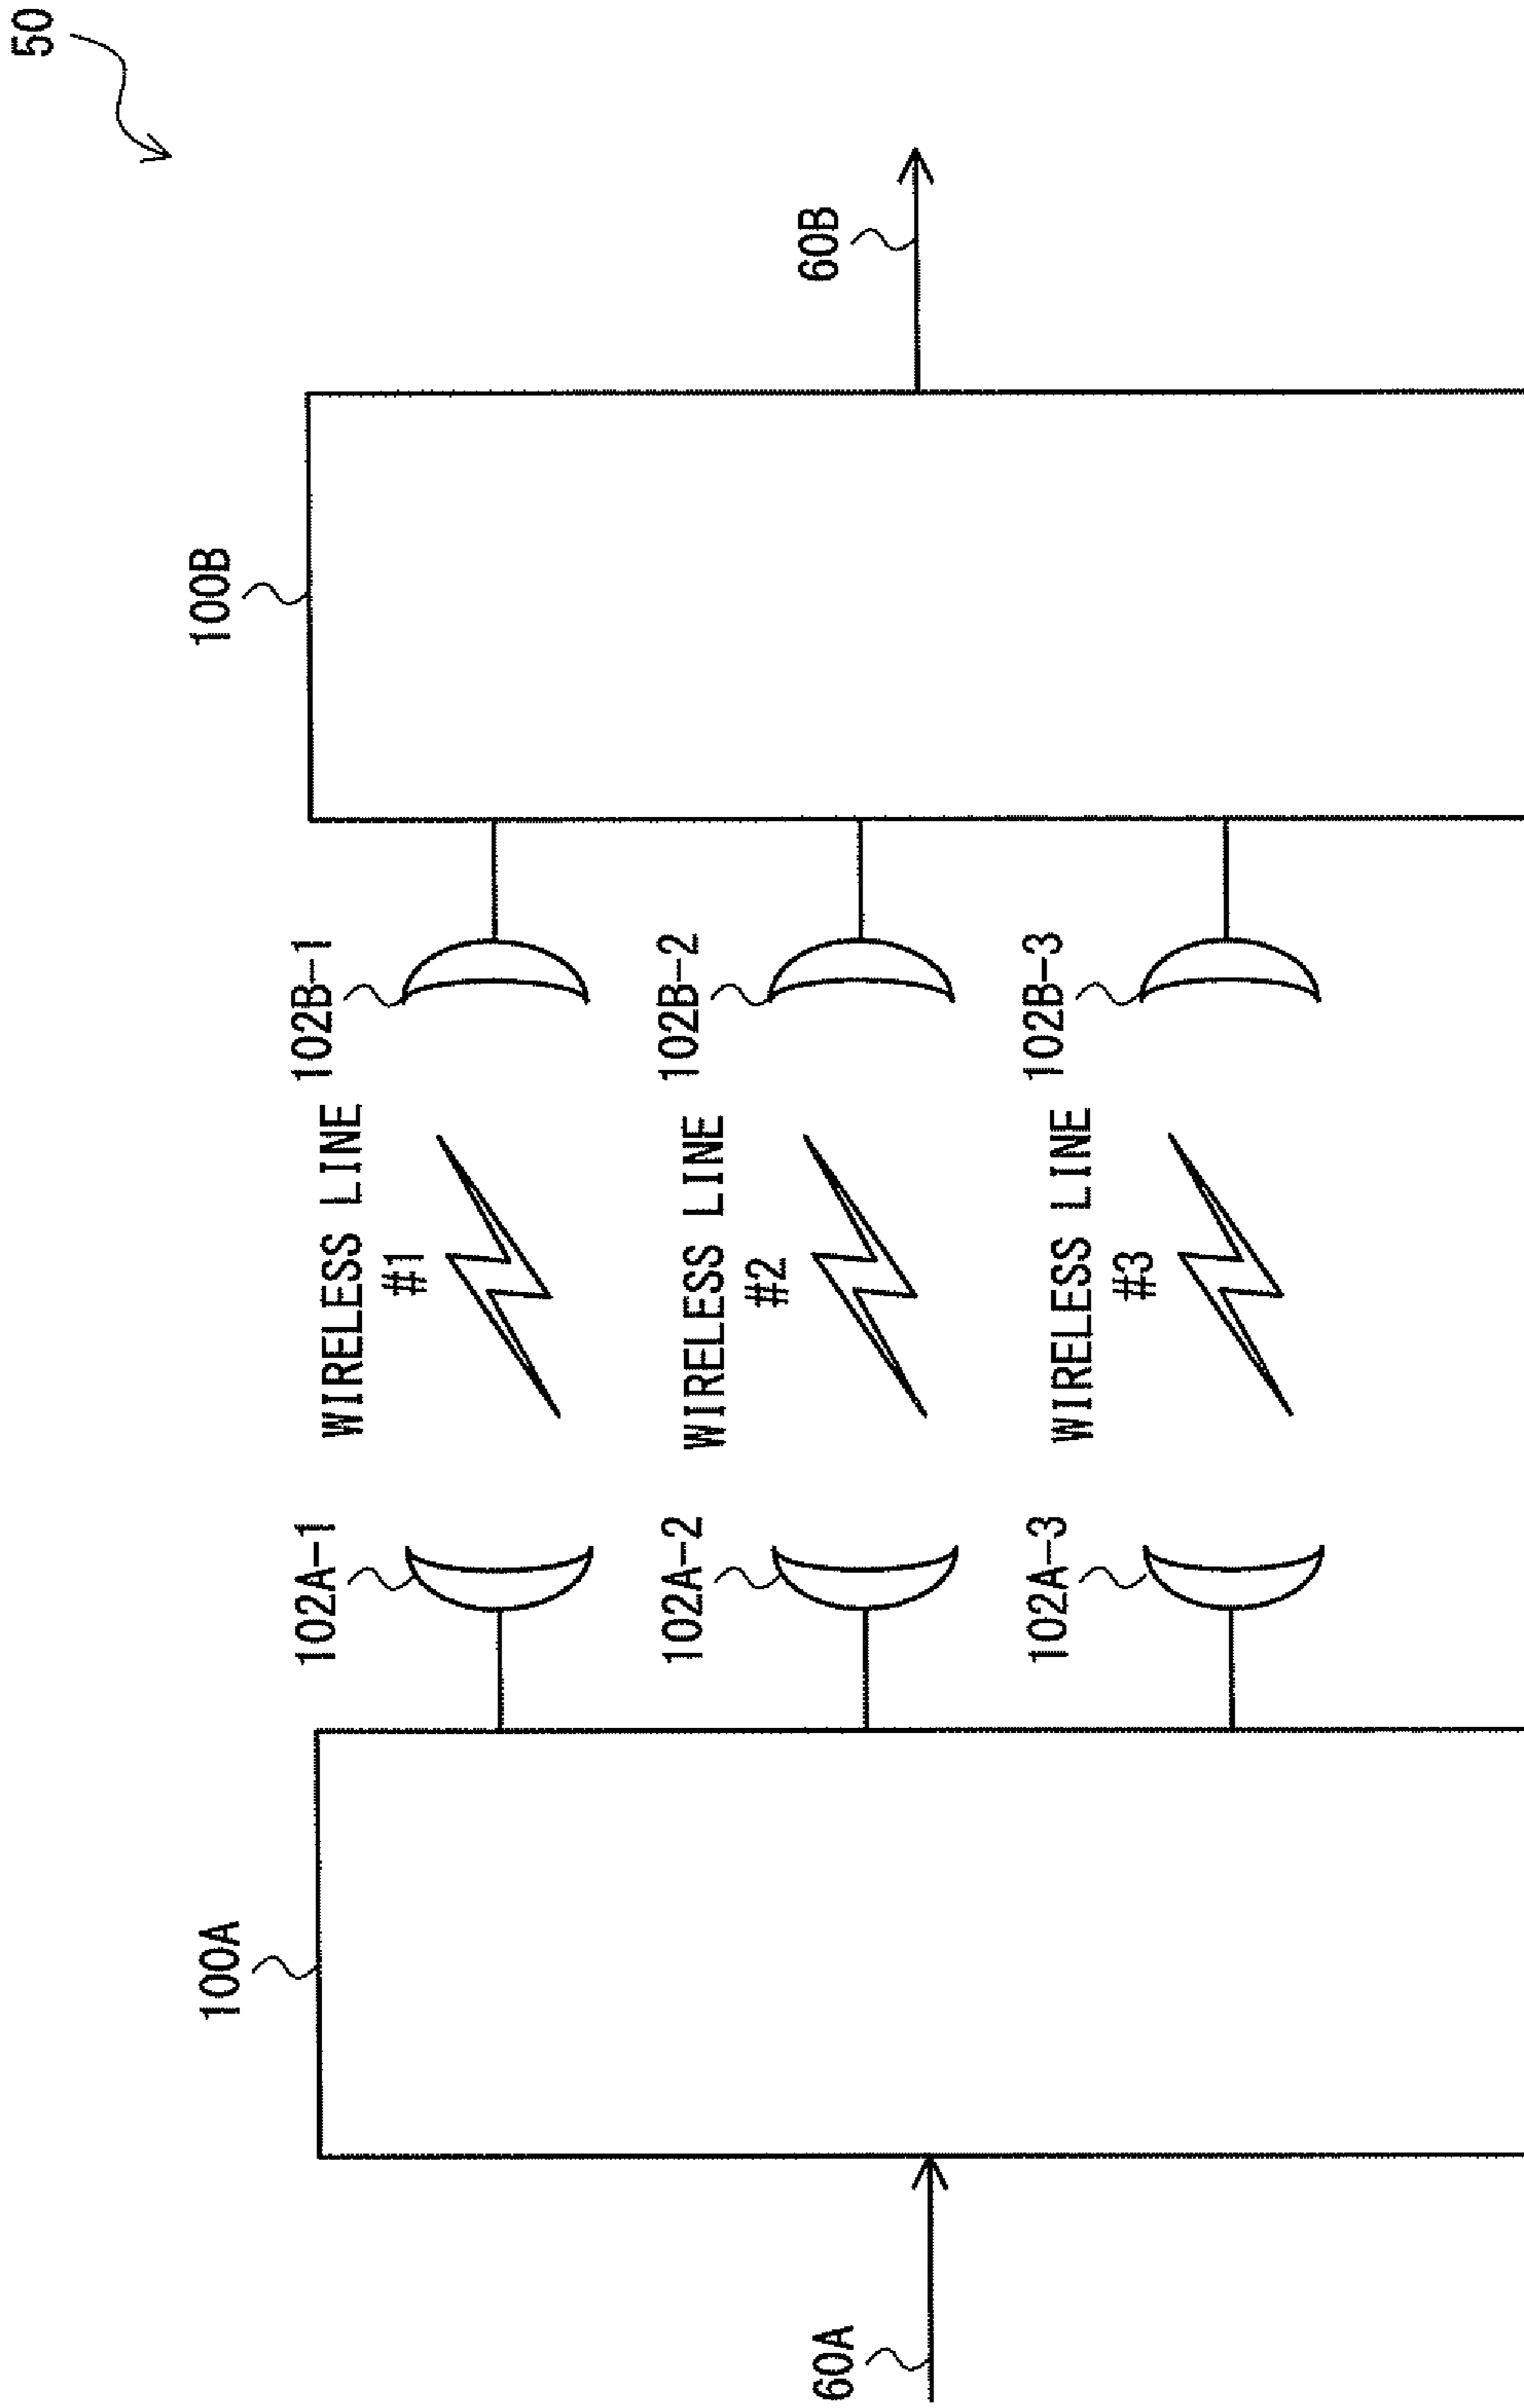 50
100A
100B
102A-1
WIRELESS LINE
#1
102B-1
102A-2
WIRELESS LINE
#2
102B-2
102A-3
WIRELESS LINE
#3
102B-3
60A
60B